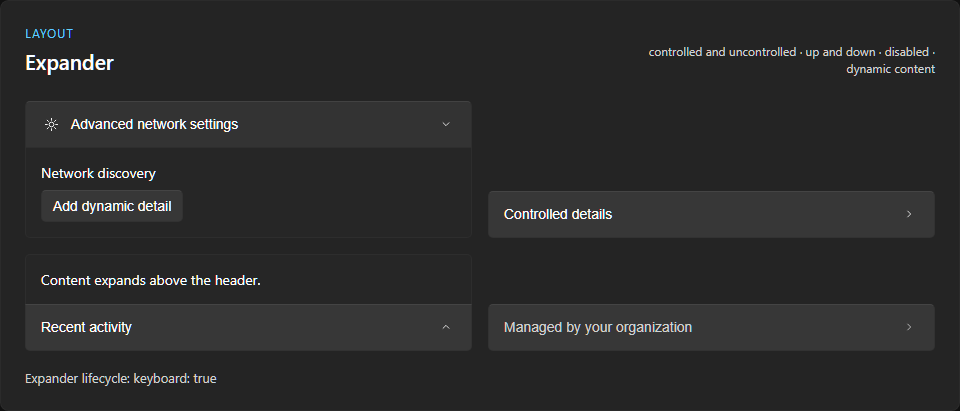 LAYOUT
Expander
controlled and uncontrolled · up and down · disabled ·
dynamic content
Advanced network settings
Network discovery
Add dynamic detail
Controlled details
Content expands above the header.
Recent activity
Managed by your organization
Expander lifecycle: keyboard: true